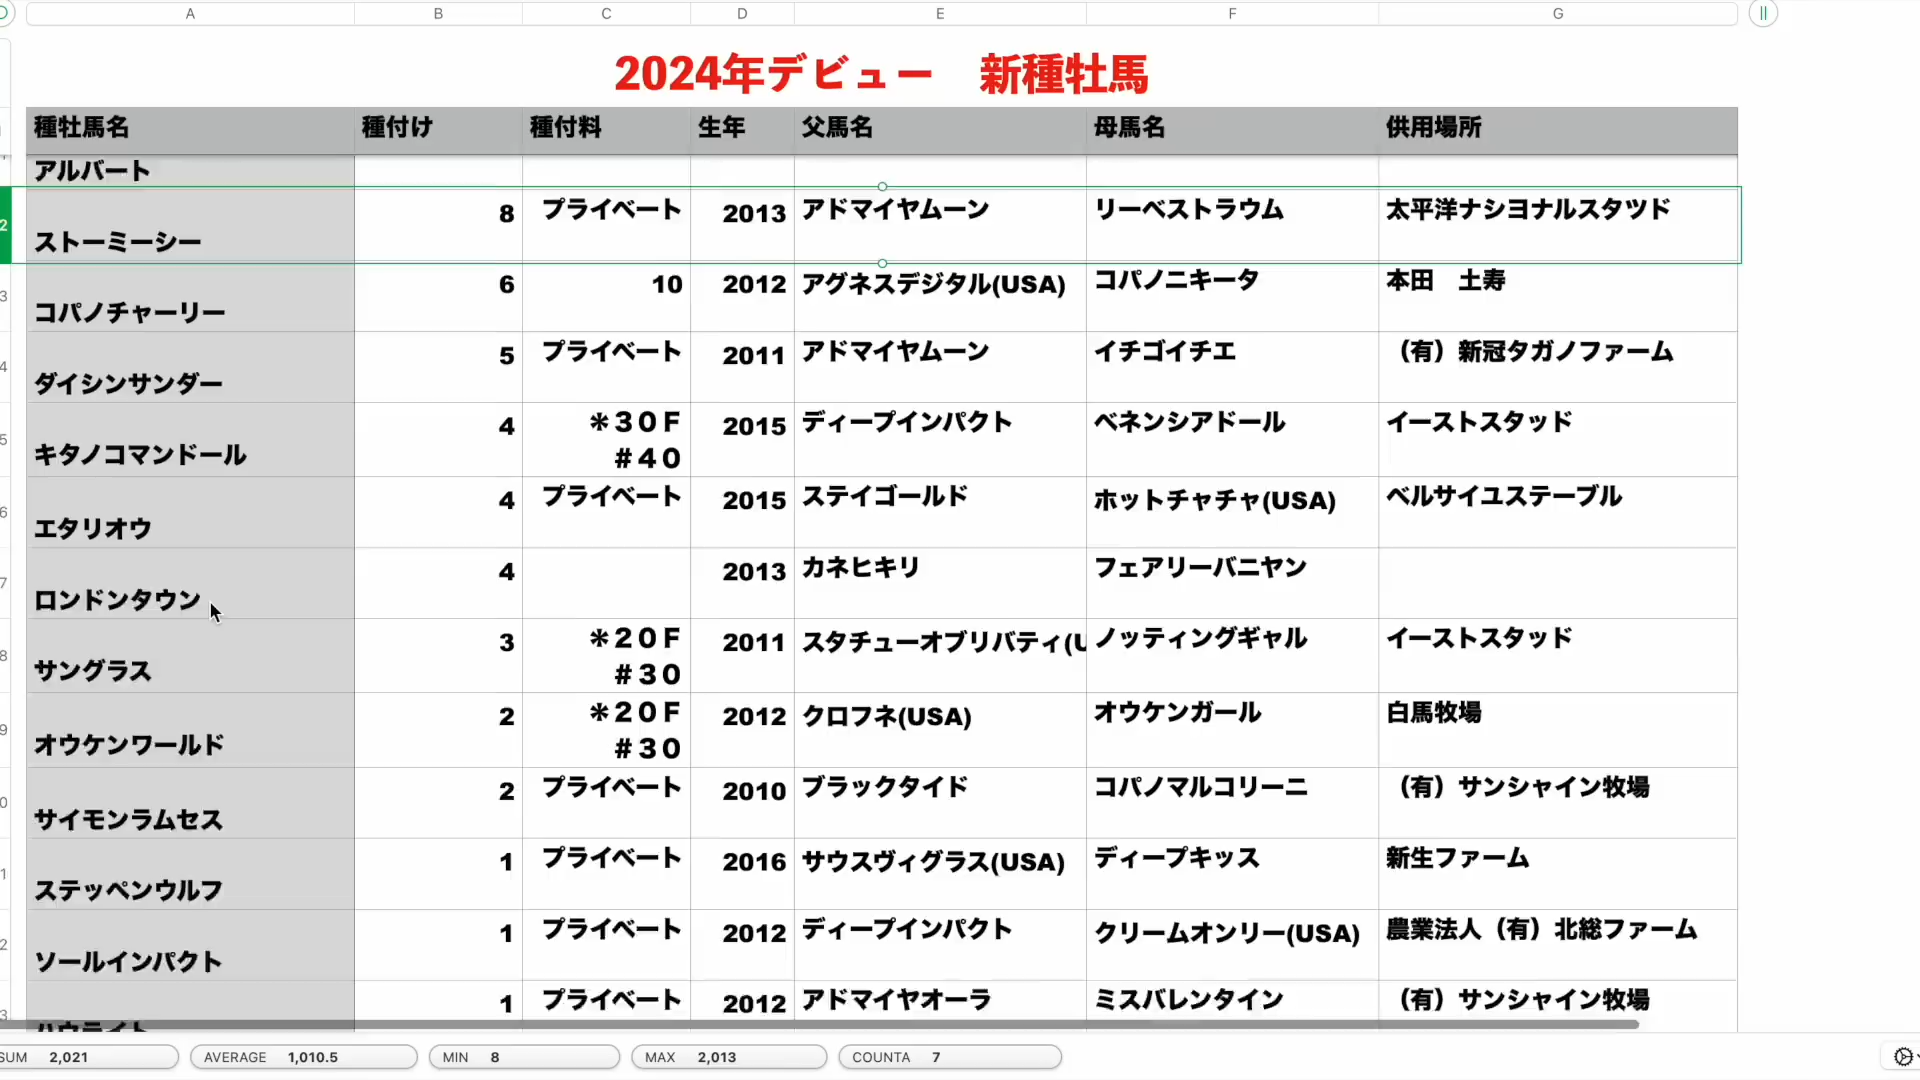 A B C D E F G
2024年デビュー　新種牡馬
種牡馬名 種付け 種付料 生年 父馬名 母馬名 供用場所
アルバート
ストーミーシー 8 プライベート 2013 アドマイヤムーン リーベストラウム 太平洋ナシヨナルスタツド
コパノチャーリー 6 10 2012 アグネスデジタル(USA) コパノニキータ 本田　土寿
ダイシンサンダー 5 プライベート 2011 アドマイヤムーン イチゴイチエ （有）新冠タガノファーム
キタノコマンドール 4 ＊３０Ｆ 2015 ディープインパクト ベネンシアドール イーストスタッド
＃４０
エタリオウ 4 プライベート 2015 ステイゴールド ホットチャチャ(USA) ベルサイユステーブル
ロンドンタウン 4 2013 カネヒキリ フェアリーバニヤン
サングラス 3 ＊２０Ｆ 2011 スタチューオブリバティ(U ノッティングギャル イーストスタッド
＃３０
オウケンワールド 2 ＊２０Ｆ 2012 クロフネ(USA) オウケンガール 白馬牧場
＃３０
サイモンラムセス 2 プライベート 2010 ブラックタイド コパノマルコリーニ （有）サンシャイン牧場
ステッペンウルフ 1 プライベート 2016 サウスヴィグラス(USA) ディープキッス 新生ファーム
ソールインパクト 1 プライベート 2012 ディープインパクト クリームオンリー(USA) 農業法人（有）北総ファーム
1 プライベート 2012 アドマイヤオーラ ミスバレンタイン （有）サンシャイン牧場
SUM 2,021 AVERAGE 1,010.5 MIN 8 MAX 2,013 COUNTA 7